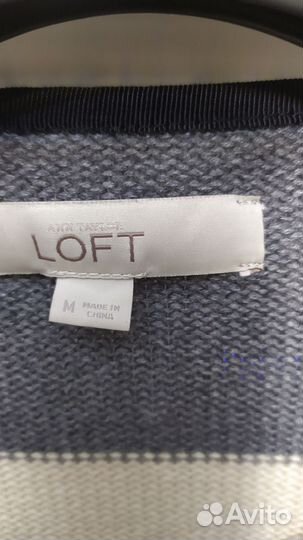 ANN TAYLOR
LOFT
M
MADE IN
CHINA
Avito